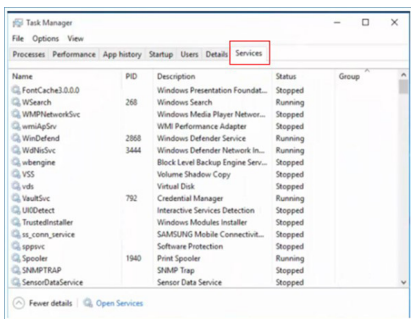 Task Manager
File Options View
Processes Performance App history Startup Users Details Services
Name PID Description Status Group
FontCache3.0.0.0 Windows Presentation Foundat... Stopped
WSearch 268 Windows Search Running
WMPNetworkSvc Windows Media Player Networ... Stopped
wmiApSrv WMI Performance Adapter Stopped
WinDefend 2868 Windows Defender Service Running
WdNisSvc 3444 Windows Defender Network In... Running
wbengine Block Level Backup Engine Serv... Stopped
VSS Volume Shadow Copy Stopped
vds Virtual Disk Stopped
VaultSvc 792 Credential Manager Running
UI0Detect Interactive Services Detection Stopped
TrustedInstaller Windows Modules Installer Stopped
ss_conn_service SAMSUNG Mobile Connectivit... Stopped
sppsvc Software Protection Stopped
Spooler 1940 Print Spooler Running
SNMPTRAP SNMP Trap Stopped
SensorDataService Sensor Data Service Stopped
Fewer details Open Services